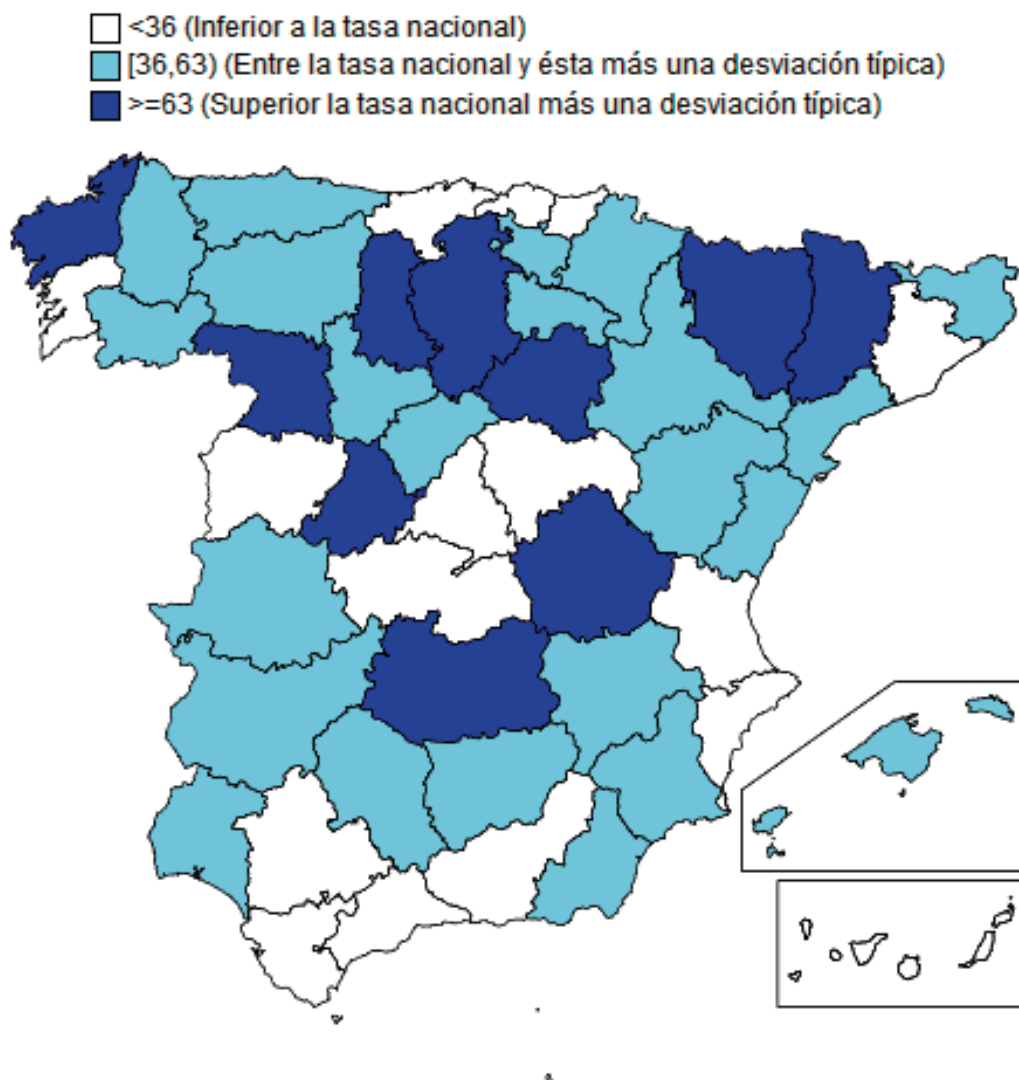 <36 (Inferior a la tasa nacional)
[36,63) (Entre la tasa nacional y ésta más una desviación típica)
>=63 (Superior la tasa nacional más una desviación típica)